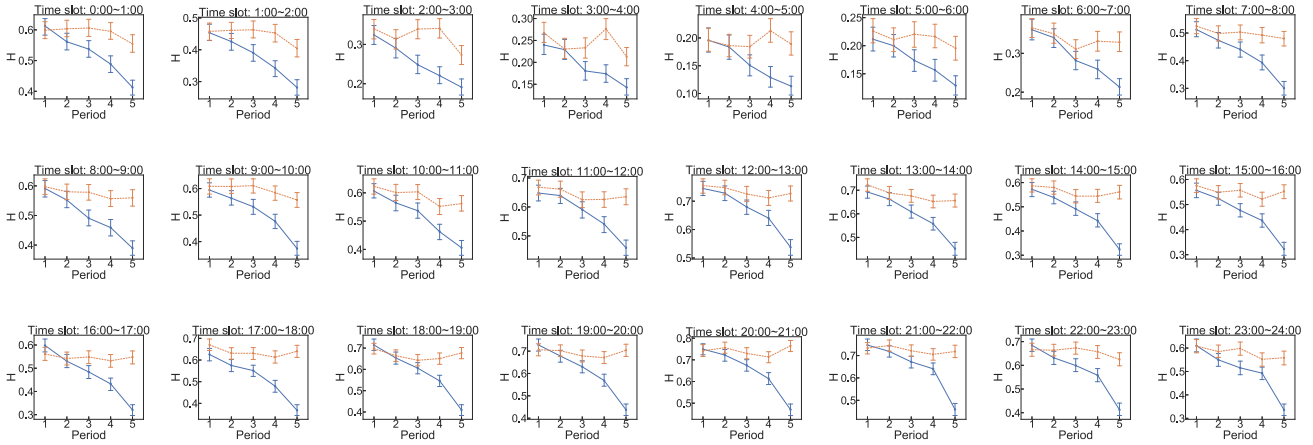 Time slot: 0:00~1:00 Time slot: 1:00~2:00 Time slot: 2:00~3:00 Time slot: 3:00~4:00 Time slot: 4:00~5:00 Time slot: 5:00~6:00 Time slot: 6:00~7:00 Time slot: 7:00~8:00
H 0.6 0.5 0.4
H 0.5 0.4 0.3
H 0.3 0.2
H 0.30 0.25 0.20 0.15
H 0.20 0.15 0.10
H 0.25 0.20 0.15
H 0.3 0.2
H 0.5 0.4 0.3
1 2 3 4 5 1 2 3 4 5 1 2 3 4 5 1 2 3 4 5 1 2 3 4 5 1 2 3 4 5 1 2 3 4 5 1 2 3 4 5
Period Period Period Period Period Period Period Period
Time slot: 8:00~9:00 Time slot: 9:00~10:00 Time slot: 10:00~11:00 Time slot: 11:00~12:00 Time slot: 12:00~13:00 Time slot: 13:00~14:00 Time slot: 14:00~15:00 Time slot: 15:00~16:00
H 0.6 0.5 0.4 0.3
H 0.6 0.4
H 0.6 0.5 0.4
H 0.7 0.6 0.5
H 0.7 0.6 0.5
H 0.7 0.6 0.5
H 0.6 0.5 0.4 0.3
H 0.6 0.5 0.4 0.3
1 2 3 4 5 1 2 3 4 5 1 2 3 4 5 1 2 3 4 5 1 2 3 4 5 1 2 3 4 5 1 2 3 4 5 1 2 3 4 5
Period Period Period Period Period Period Period Period
Time slot: 16:00~17:00 Time slot: 17:00~18:00 Time slot: 18:00~19:00 Time slot: 19:00~20:00 Time slot: 20:00~21:00 Time slot: 21:00~22:00 Time slot: 22:00~23:00 Time slot: 23:00~24:00
H 0.6 0.5 0.4 0.3
H 0.7 0.6 0.5 0.4
H 0.7 0.6 0.5 0.4
H 0.7 0.6 0.5 0.4
H 0.8 0.7 0.6 0.5
H 0.7 0.6 0.5
H 0.7 0.6 0.5 0.4
H 0.6 0.5 0.4
1 2 3 4 5 1 2 3 4 5 1 2 3 4 5 1 2 3 4 5 1 2 3 4 5 1 2 3 4 5 1 2 3 4 5 1 2 3 4 5
Period Period Period Period Period Period Period Period